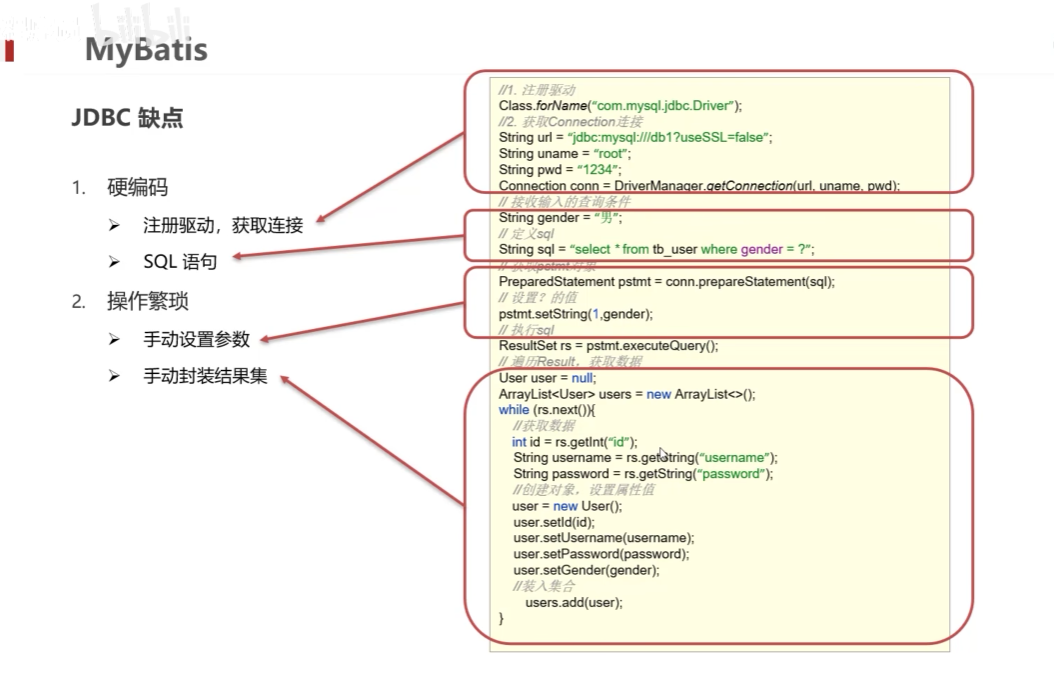 bilibili
MyBatis
JDBC 缺点
1. 硬编码
➢ 注册驱动，获取连接
➢ SQL 语句
2. 操作繁琐
➢ 手动设置参数
➢ 手动封装结果集
//1. 注册驱动
Class.forName(“com.mysql.jdbc.Driver”);
//2. 获取Connection连接
String url = “jdbc:mysql:///db1?useSSL=false”;
String uname = “root”;
String pwd = “1234”;
Connection conn = DriverManager.getConnection(url, uname, pwd);
// 接收输入的查询条件
String gender = “男”;
// 定义sql
String sql = “select * from tb_user where gender = ?”;
// 获取pstmt对象
PreparedStatement pstmt = conn.prepareStatement(sql);
// 设置？的值
pstmt.setString(1,gender);
// 执行sql
ResultSet rs = pstmt.executeQuery();
// 遍历Result，获取数据
User user = null;
ArrayList<User> users = new ArrayList<>();
while (rs.next()){
//获取数据
int id = rs.getInt(“id”);
String username = rs.getString(“username”);
String password = rs.getString(“password”);
//创建对象，设置属性值
user = new User();
user.setId(id);
user.setUsername(username);
user.setPassword(password);
user.setGender(gender);
//装入集合
users.add(user);
}